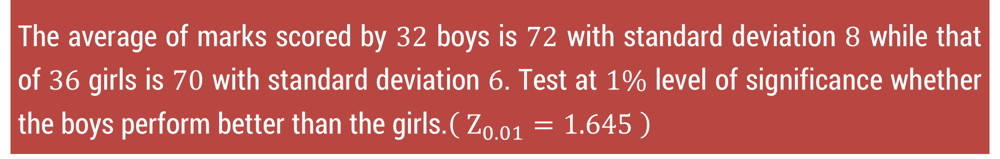 The average of marks scored by 32 boys is 72 with standard deviation 8 while that
of 36 girls is 70 with standard deviation 6. Test at 1% level of significance whether
the boys perform better than the girls.( Z₀.₀₁ = 1.645 )